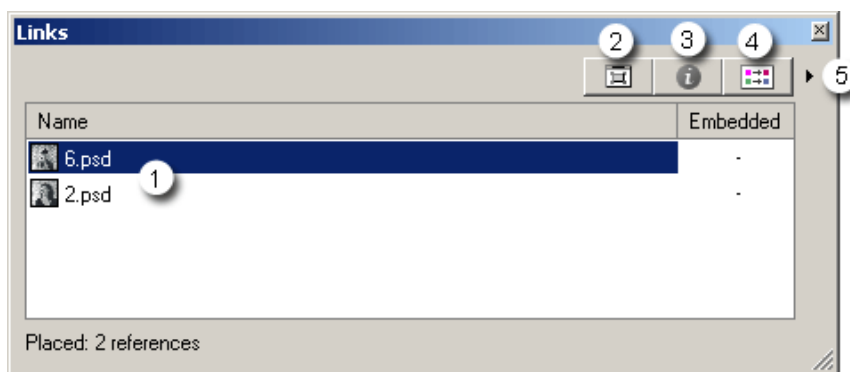 Links
2 3 4
5
Name Embedded
6.psd -
1
2.psd -
Placed: 2 references